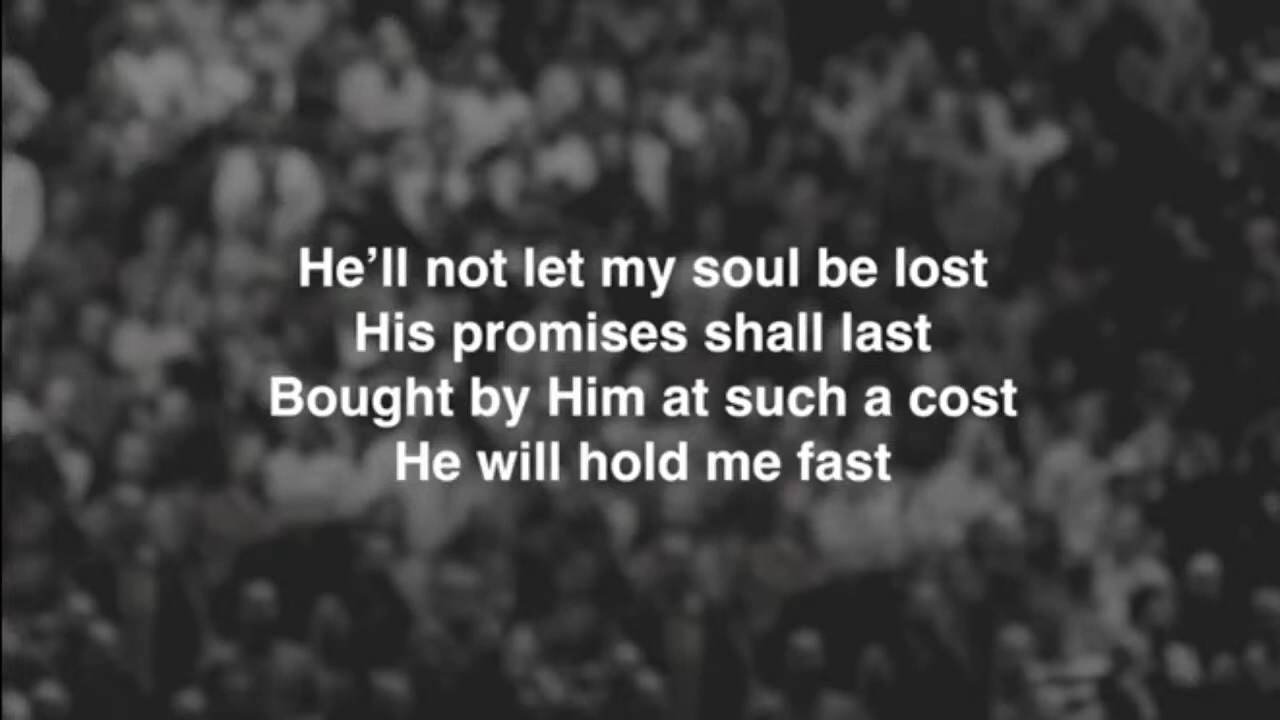 He’ll not let my soul be lost
His promises shall last
Bought by Him at such a cost
He will hold me fast